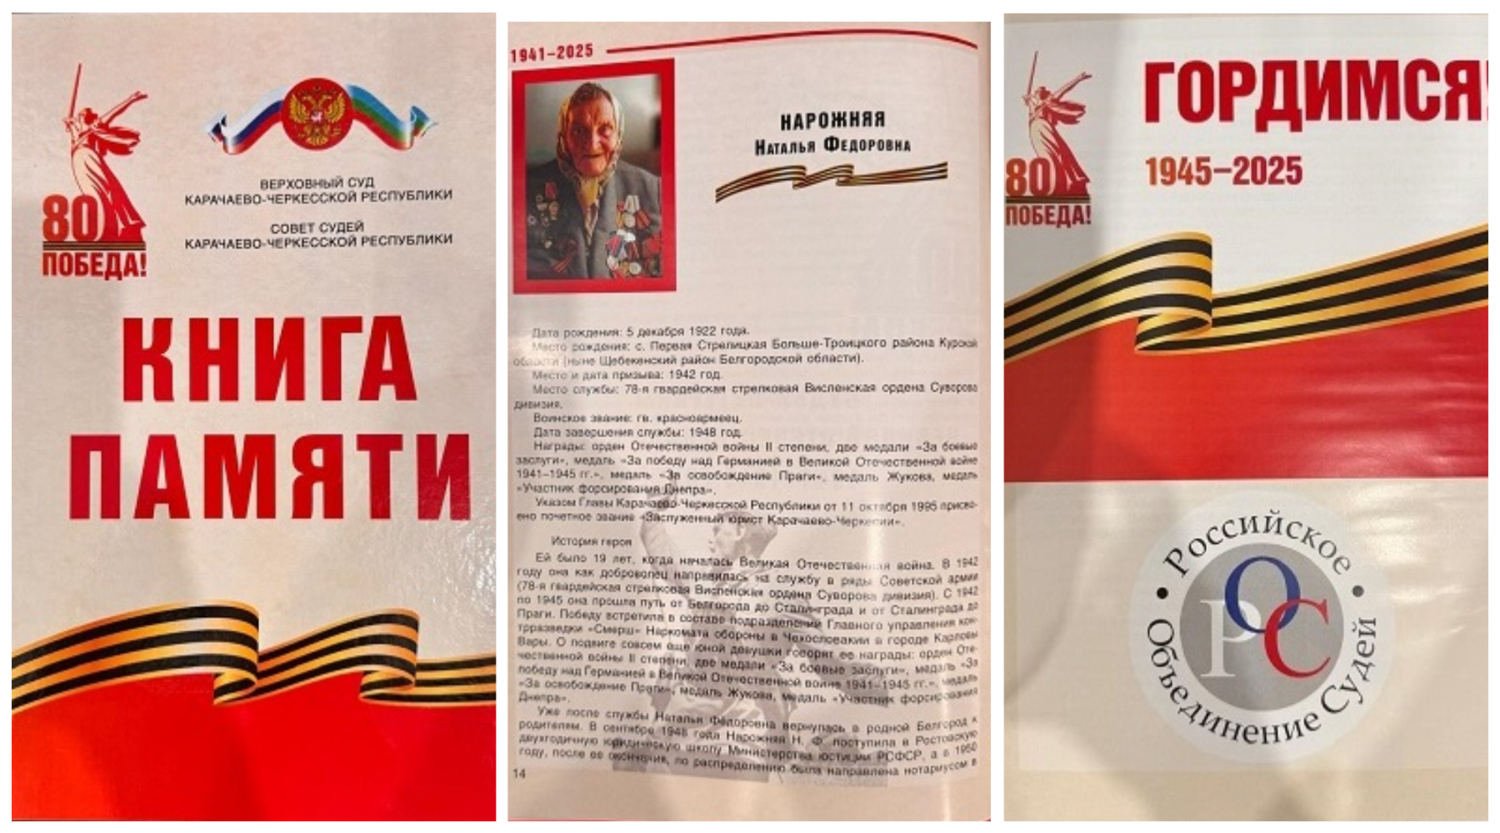 80
ПОБЕДА!
ВЕРХОВНЫЙ СУД
КАРАЧАЕВО-ЧЕРКЕССКОЙ РЕСПУБЛИКИ
СОВЕТ СУДЕЙ
КАРАЧАЕВО-ЧЕРКЕССКОЙ РЕСПУБЛИКИ
КНИГА
ПАМЯТИ
1941–2025
НАРОЖНЯЯ
НАТАЛЬЯ ФЕДОРОВНА
Дата рождения: 5 декабря 1922 года.
Место рождения: с. Первая Стрелицкая Больше-Троицкого района Курской
области (ныне Щебекенский район Белгородской области).
Место и дата призыва: 1942 год.
Место службы: 78-я гвардейская стрелковая Висленская ордена Суворова
дивизия.
Воинское звание: гв. красноармеец.
Дата завершения службы: 1948 год.
Награды: орден Отечественной войны II степени, две медали «За боевые
заслуги», медаль «За победу над Германией в Великой Отечественной войне
1941–1945 гг.», медаль «За освобождение Праги», медаль Жукова, медаль
«Участник форсирования Днепра».
Указом Главы Карачаево-Черкесской Республики от 11 октября 1995 присво-
ено почетное звание «Заслуженный юрист Карачаево-Черкесии».
История героя
Ей было 19 лет, когда началась Великая Отечественная война. В 1942
году она как доброволец направилась на службу в ряды Советской армии
(78-я гвардейская стрелковая Висленская ордена Суворова дивизия). С 1942
по 1945 она прошла путь от Белгорода до Сталинграда и от Сталинграда до
Праги. Победу встретила в составе подразделений Главного управления кон-
трразведки «Смерш» Наркомата обороны в Чехословакии в городе Карловы
Вары. О подвиге совсем еще юной девушки говорят ее награды: орден Оте-
чественной войны II степени, две медали «За боевые заслуги», медаль «За
победу над Германией в Великой Отечественной войне 1941–1945 гг.», медаль
«За освобождение Праги», медаль Жукова, медаль «Участник форсирования
Днепра».
Уже после службы Наталья Федоровна вернулась в родной Белгород к
родителям. В сентябре 1948 года Нарожняя Н. Ф. поступила в Ростовскую
двухгодичную юридическую школу Министерства юстиции РСФСР, а в 1950
году, после ее окончания, по распределению была направлена нотариусом в
14
80
ПОБЕДА!
ГОРДИМСЯ!
1945–2025
Российское
Объединение Судей
РОС